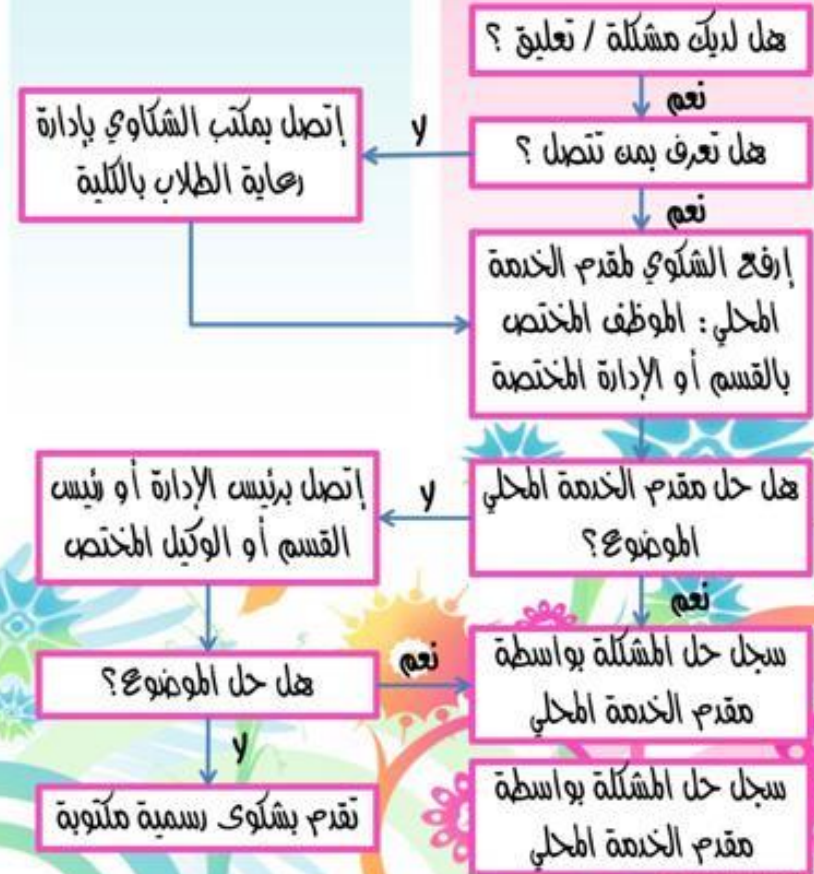 هل لديك مشكلة / تعليق ؟
نعم
هل تعرف بمن تتصل ؟
لا
إتصل بمكتب الشكاوي بإدارة
رعاية الطلاب بالكلية
نعم
إرفع الشكوي لمقدم الخدمة
المحلي: الموظف المختص
بالقسم أو الإدارة المختصة
هل حل مقدم الخدمة المحلي
الموضوع؟
لا
إتصل برئيس الإدارة أو رئيس
القسم أو الوكيل المختص
نعم
سجل حل المشكلة بواسطة
مقدم الخدمة المحلي
هل حل الموضوع؟
نعم
لا
تقدم بشكوى رسمية مكتوبة
سجل حل المشكلة بواسطة
مقدم الخدمة المحلي